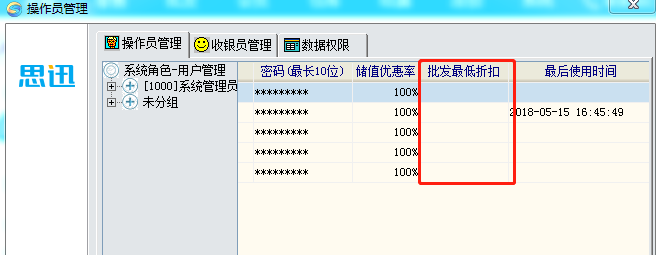 操作员管理
思迅
操作员管理 收银员管理 数据权限
系统角色-用户管理
[1000]系统管理员
未分组
密码(最长10位) 储值优惠率 批发最低折扣 最后使用时间
********* 100%
********* 100% 2018-05-15 16:45:49
********* 100%
********* 100%
********* 100%